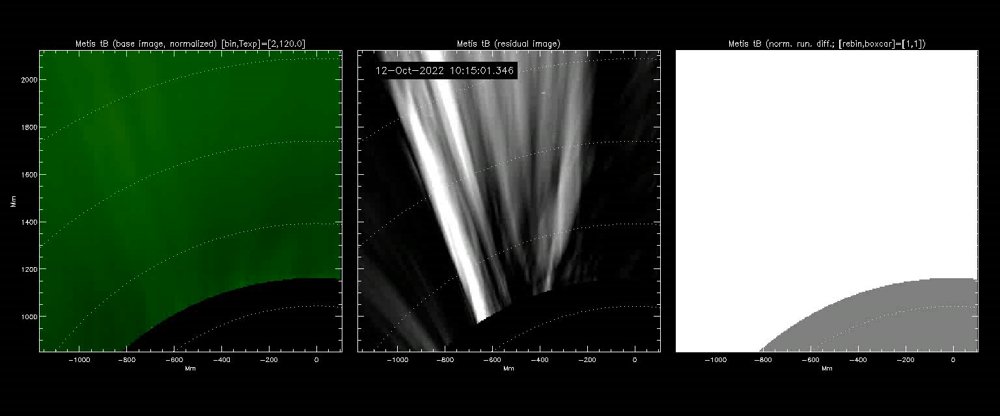 Metis tB (base image, normalized) [bin,Texp]=[2,120.0]
Metis tB (residual image)
Metis tB (norm. run. diff.; [rebin,boxcar]=[1,1])
12-Oct-2022 10:15:01.346
2000
1800
1600
1400
1200
1000
Mm
-1000 -800 -600 -400 -200 0
Mm
-1000 -800 -600 -400 -200 0
Mm
-1000 -800 -600 -400 -200 0
Mm